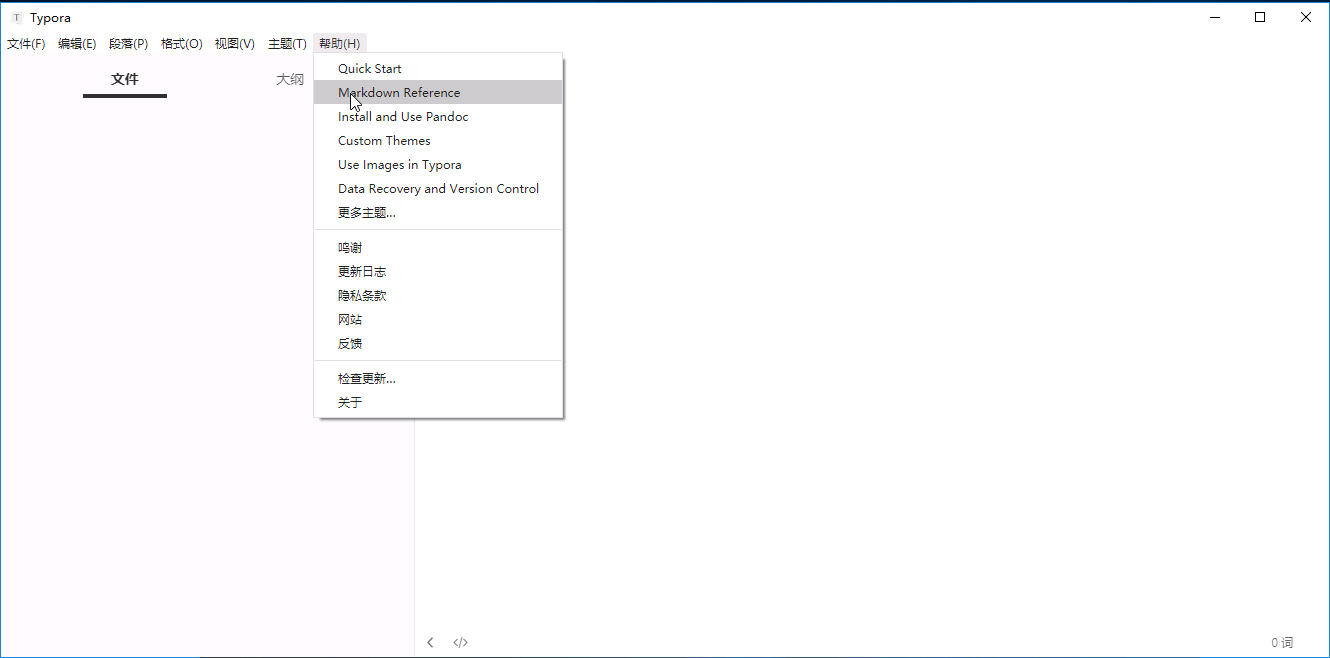 T Typora
文件(F) 编辑(E) 段落(P) 格式(O) 视图(V) 主题(T) 帮助(H)
文件 大纲
Quick Start
Markdown Reference
Install and Use Pandoc
Custom Themes
Use Images in Typora
Data Recovery and Version Control
更多主题...
鸣谢
更新日志
隐私条款
网站
反馈
检查更新...
关于
</> 0 词